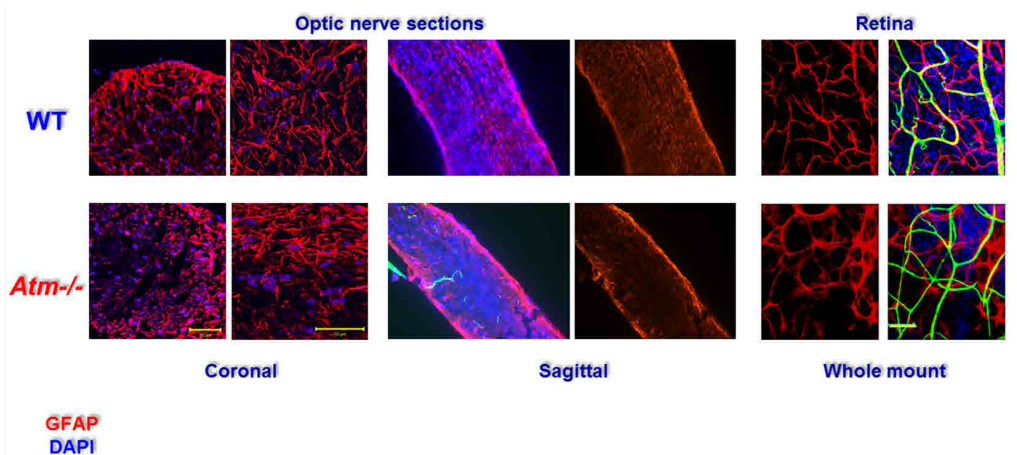 Optic nerve sections
Retina
WT
Atm-/-
Coronal
Sagittal
Whole mount
GFAP
DAPI